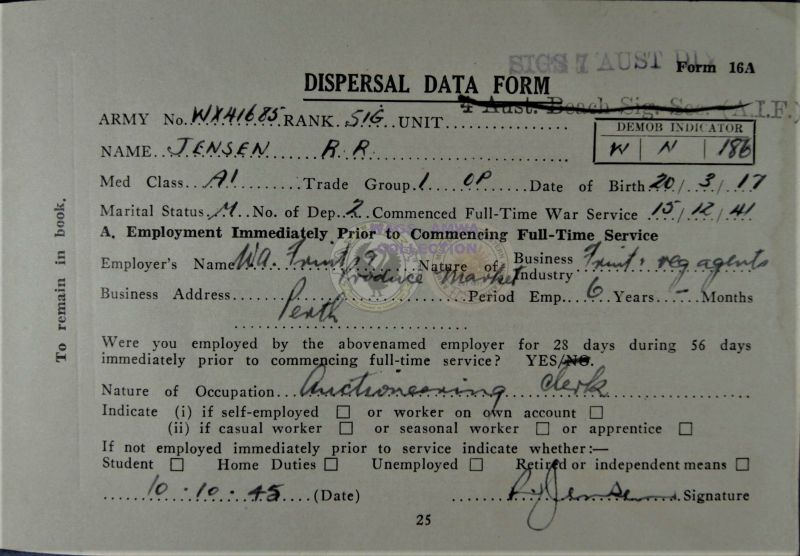 SIGS 7 AUST DIV Form 16A
DISPERSAL DATA FORM
4 Aust. Beach Sig. Sec. (A.I.F.)
ARMY No. WX41685 RANK. SIG UNIT
DEMOB INDICATOR
W | N | 186
NAME. JENSEN R.R.
Med Class. A1 Trade Group. 1 OP Date of Birth 20/3/17
Marital Status. M. No. of Dep. 2 Commenced Full-Time War Service 15/12/41
A. Employment Immediately Prior to Commencing Full-Time Service
COLLECTION
Employer's Name W.A. Fruit & Produce Market Nature of Business Industry Fruit & veg agents
Business Address Perth Period Emp. 6 Years - Months
Were you employed by the abovenamed employer for 28 days during 56 days
immediately prior to commencing full-time service? YES/NO.
Nature of Occupation Auctioneering Clerk
Indicate (i) if self-employed □ or worker on own account □
(ii) if casual worker □ or seasonal worker □ or apprentice □
If not employed immediately prior to service indicate whether:—
Student □ Home Duties □ Unemployed □ Retired or independent means □
10-10-45 (Date) Signature
25
To remain in book.